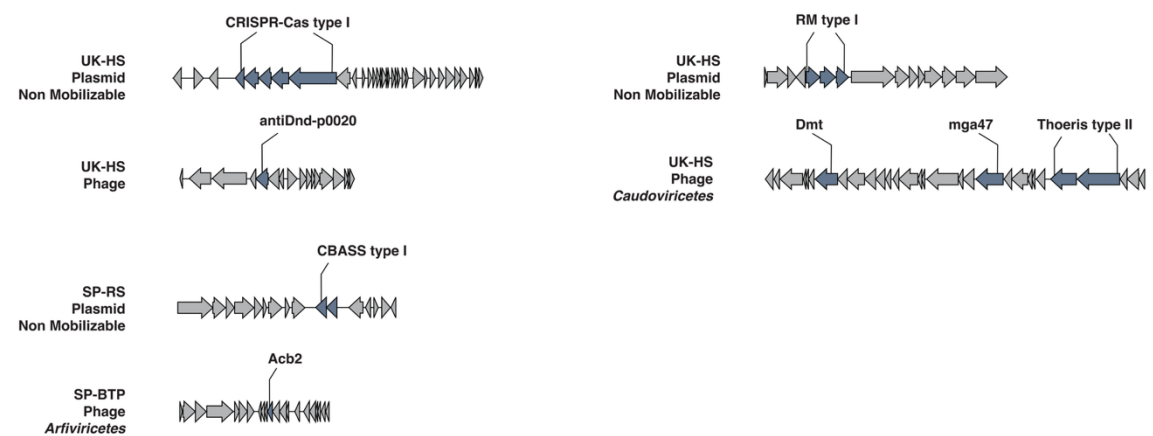 CRISPR-Cas type I
UK-HS
Plasmid
Non Mobilizable
antiDnd-p0020
UK-HS
Phage
CBASS type I
SP-RS
Plasmid
Non Mobilizable
Acb2
SP-BTP
Phage
Arfiviricetes
RM type I
UK-HS
Plasmid
Non Mobilizable
Dmt
mga47
Thoeris type II
UK-HS
Phage
Caudoviricetes